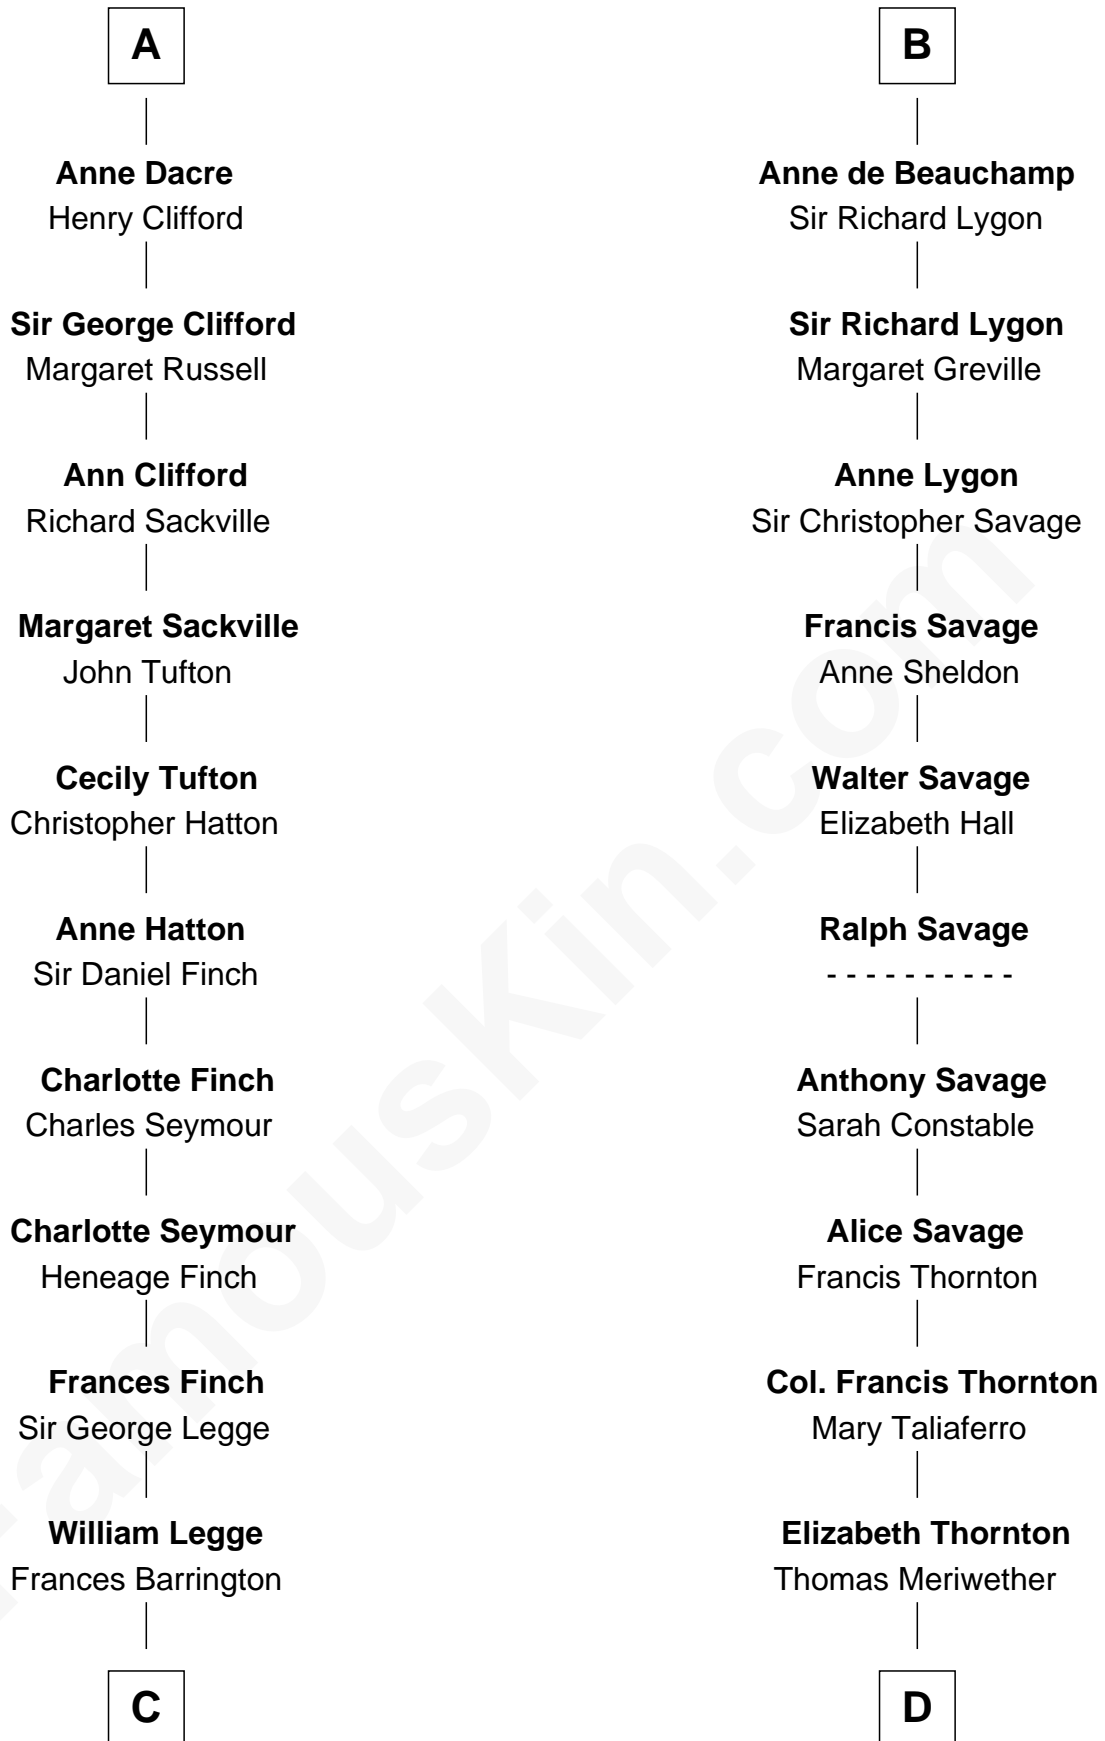 A
Anne Dacre
Henry Clifford
Sir George Clifford
Margaret Russell
Ann Clifford
Richard Sackville
Margaret Sackville
John Tufton
Cecily Tufton
Christopher Hatton
Anne Hatton
Sir Daniel Finch
Charlotte Finch
Charles Seymour
Charlotte Seymour
Heneage Finch
Frances Finch
Sir George Legge
William Legge
Frances Barrington
C
B
Anne de Beauchamp
Sir Richard Lygon
Sir Richard Lygon
Margaret Greville
Anne Lygon
Sir Christopher Savage
Francis Savage
Anne Sheldon
Walter Savage
Elizabeth Hall
Ralph Savage
- - - - - - - - - -
Anthony Savage
Sarah Constable
Alice Savage
Francis Thornton
Col. Francis Thornton
Mary Taliaferro
Elizabeth Thornton
Thomas Meriwether
D
FamousKin.com